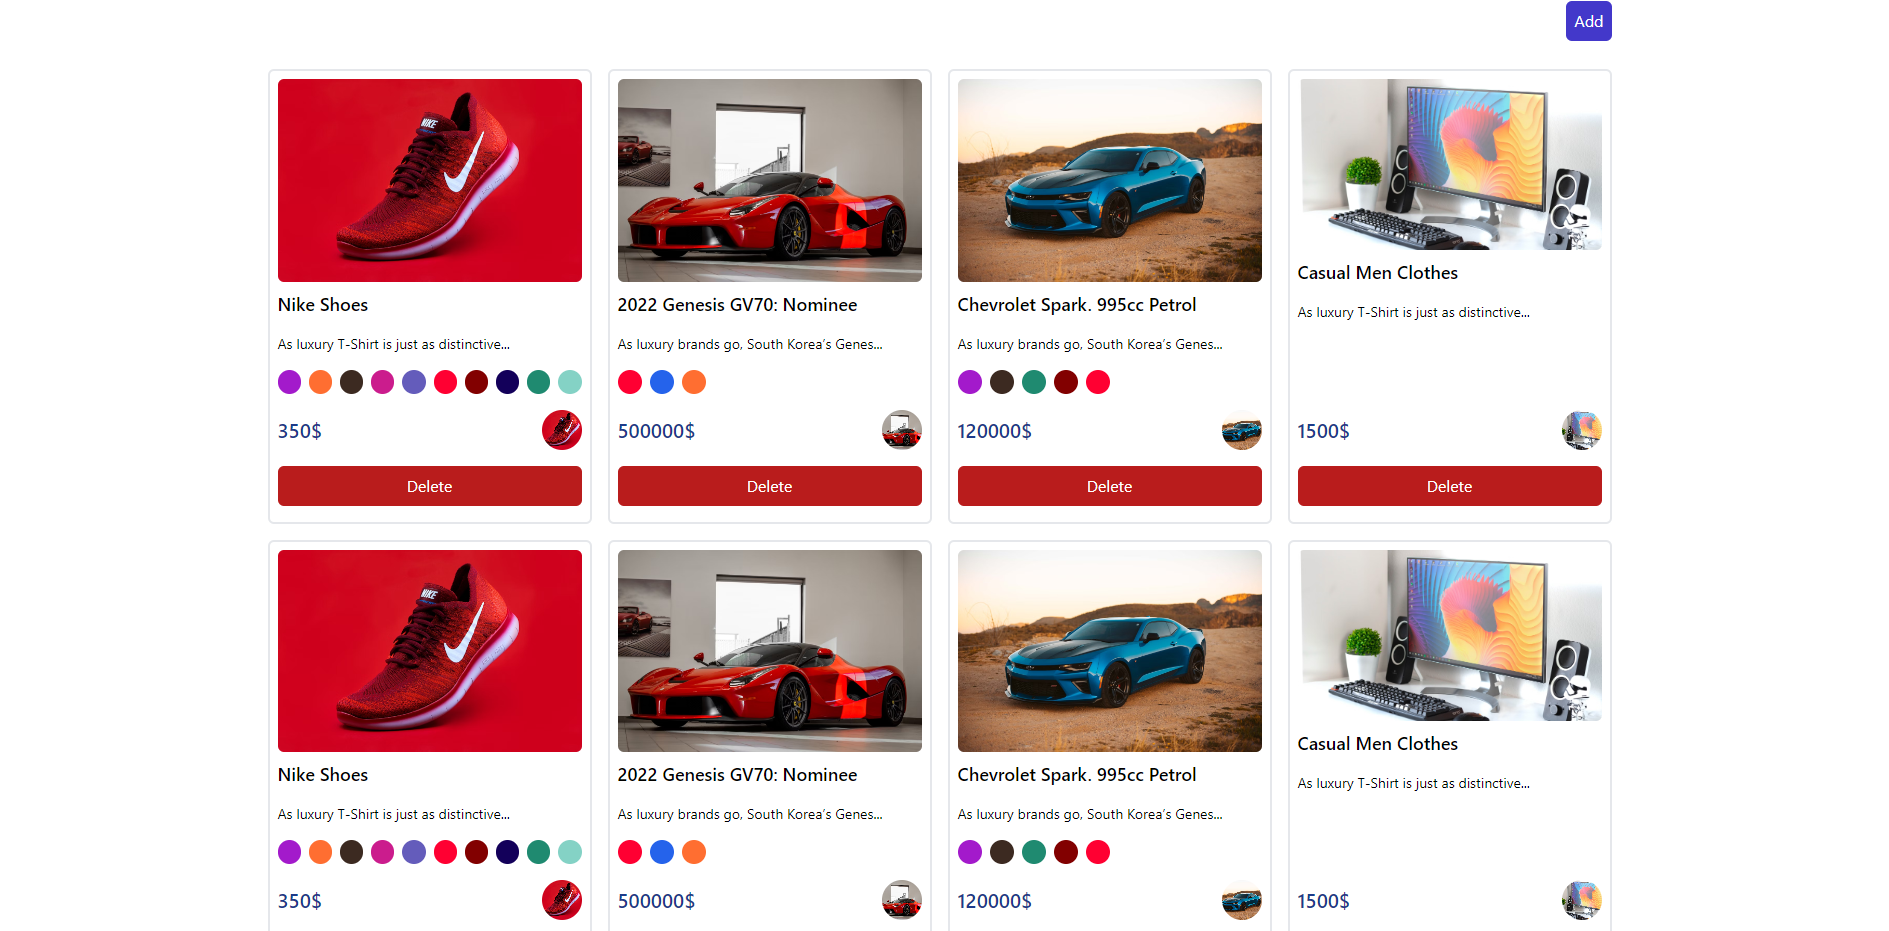 Add
NIKE
Nike Shoes
As luxury T-Shirt is just as distinctive...
350$
Delete
2022 Genesis GV70: Nominee
As luxury brands go, South Korea’s Genes...
500000$
Delete
Chevrolet Spark. 995cc Petrol
As luxury brands go, South Korea’s Genes...
120000$
Delete
Casual Men Clothes
As luxury T-Shirt is just as distinctive...
1500$
Delete
NIKE
Nike Shoes
As luxury T-Shirt is just as distinctive...
350$
2022 Genesis GV70: Nominee
As luxury brands go, South Korea’s Genes...
500000$
Chevrolet Spark. 995cc Petrol
As luxury brands go, South Korea’s Genes...
120000$
Casual Men Clothes
As luxury T-Shirt is just as distinctive...
1500$